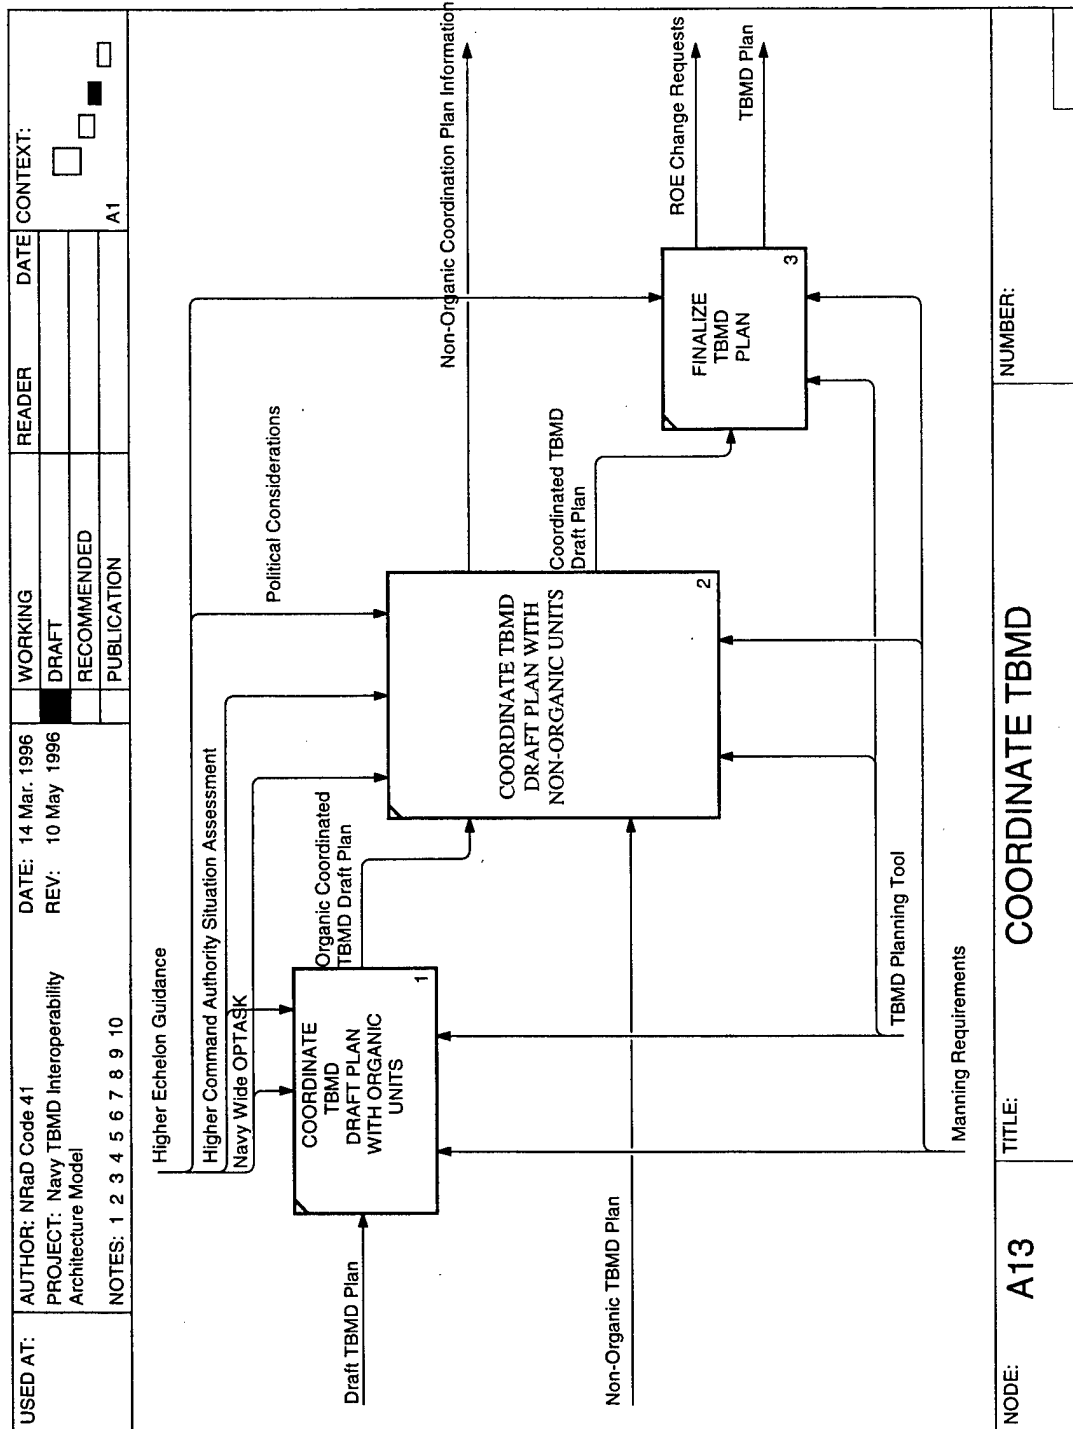 USED AT:
AUTHOR: NRaD Code 41
PROJECT: Navy TBMD Interoperability
Architecture Model
NOTES: 1 2 3 4 5 6 7 8 9 10
DATE: 14 Mar. 1996
REV: 10 May 1996
WORKING
DRAFT
RECOMMENDED
PUBLICATION
READER
DATE
CONTEXT:
A1
Higher Echelon Guidance
Higher Command Authority Situation Assessment
Navy Wide OPTASK
Political Considerations
Draft TBMD Plan
COORDINATE
TBMD
DRAFT PLAN
WITH ORGANIC
UNITS
1
Organic Coordinated
TBMD Draft Plan
Non-Organic TBMD Plan
COORDINATE TBMD
DRAFT PLAN WITH
NON-ORGANIC UNITS
2
Non-Organic Coordination Plan Information
Coordinated TBMD
Draft Plan
FINALIZE
TBMD
PLAN
3
ROE Change Requests
TBMD Plan
TBMD Planning Tool
Manning Requirements
NODE:
A13
TITLE:
COORDINATE TBMD
NUMBER: